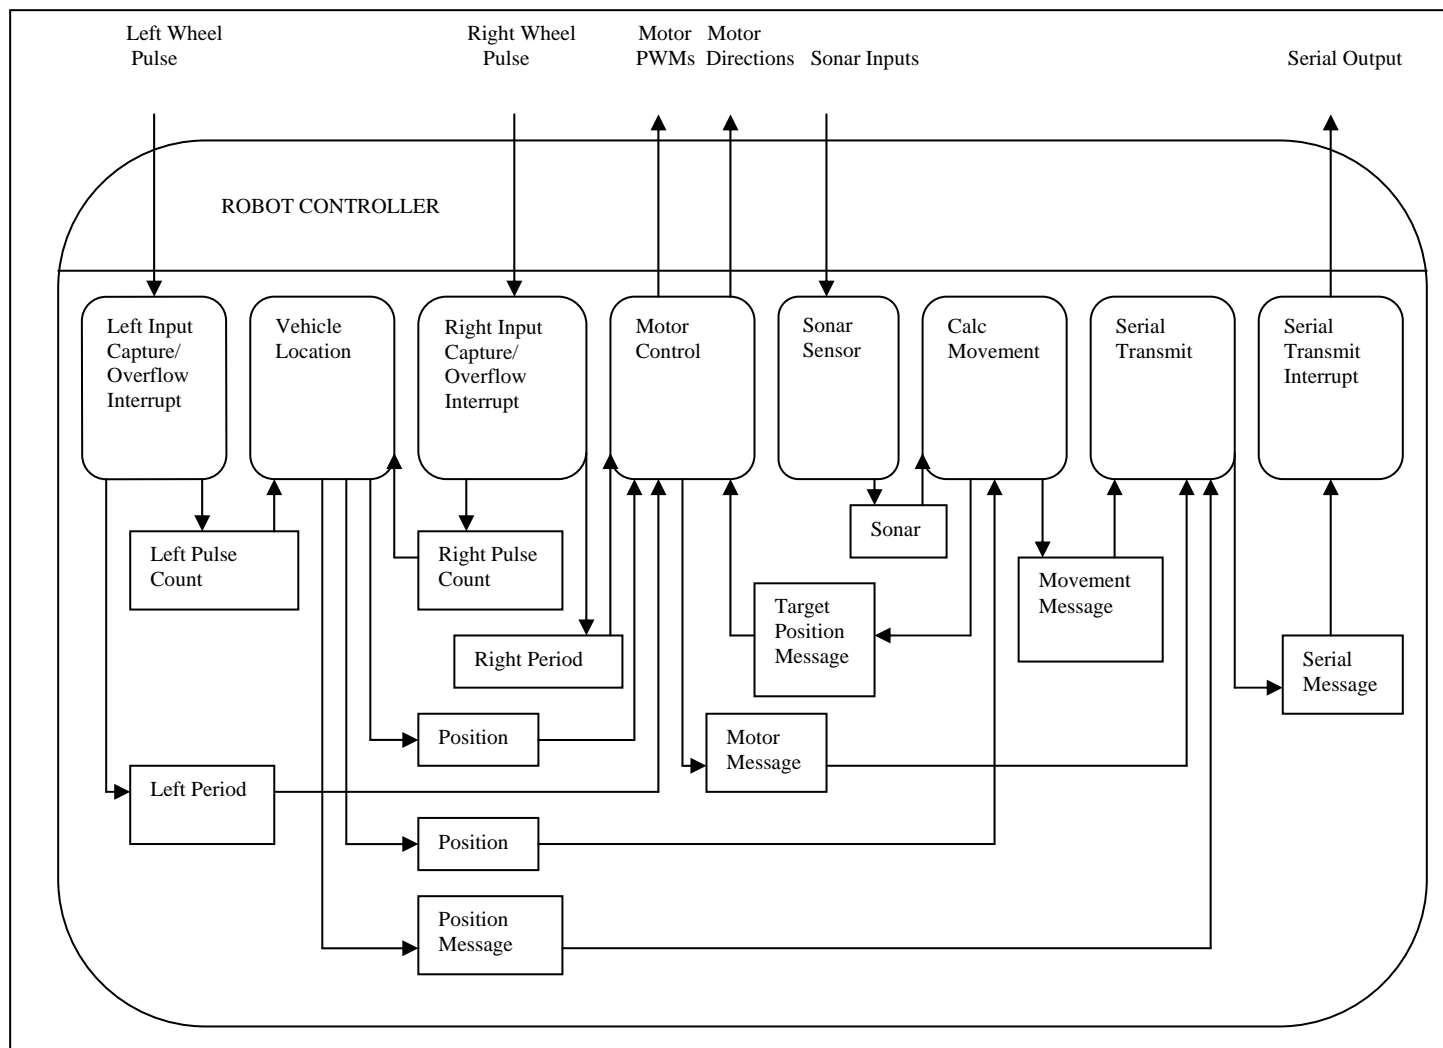 Left Wheel
Pulse
Right Wheel
Pulse
Motor
PWMs
Motor
Directions
Sonar Inputs
Serial Output
ROBOT CONTROLLER
Left Input
Capture/
Overflow
Interrupt
Vehicle
Location
Right Input
Capture/
Overflow
Interrupt
Motor
Control
Sonar
Sensor
Calc
Movement
Serial
Transmit
Serial
Transmit
Interrupt
Left Pulse
Count
Right Pulse
Count
Sonar
Movement
Message
Target
Position
Message
Right Period
Serial
Message
Position
Motor
Message
Left Period
Position
Position
Message